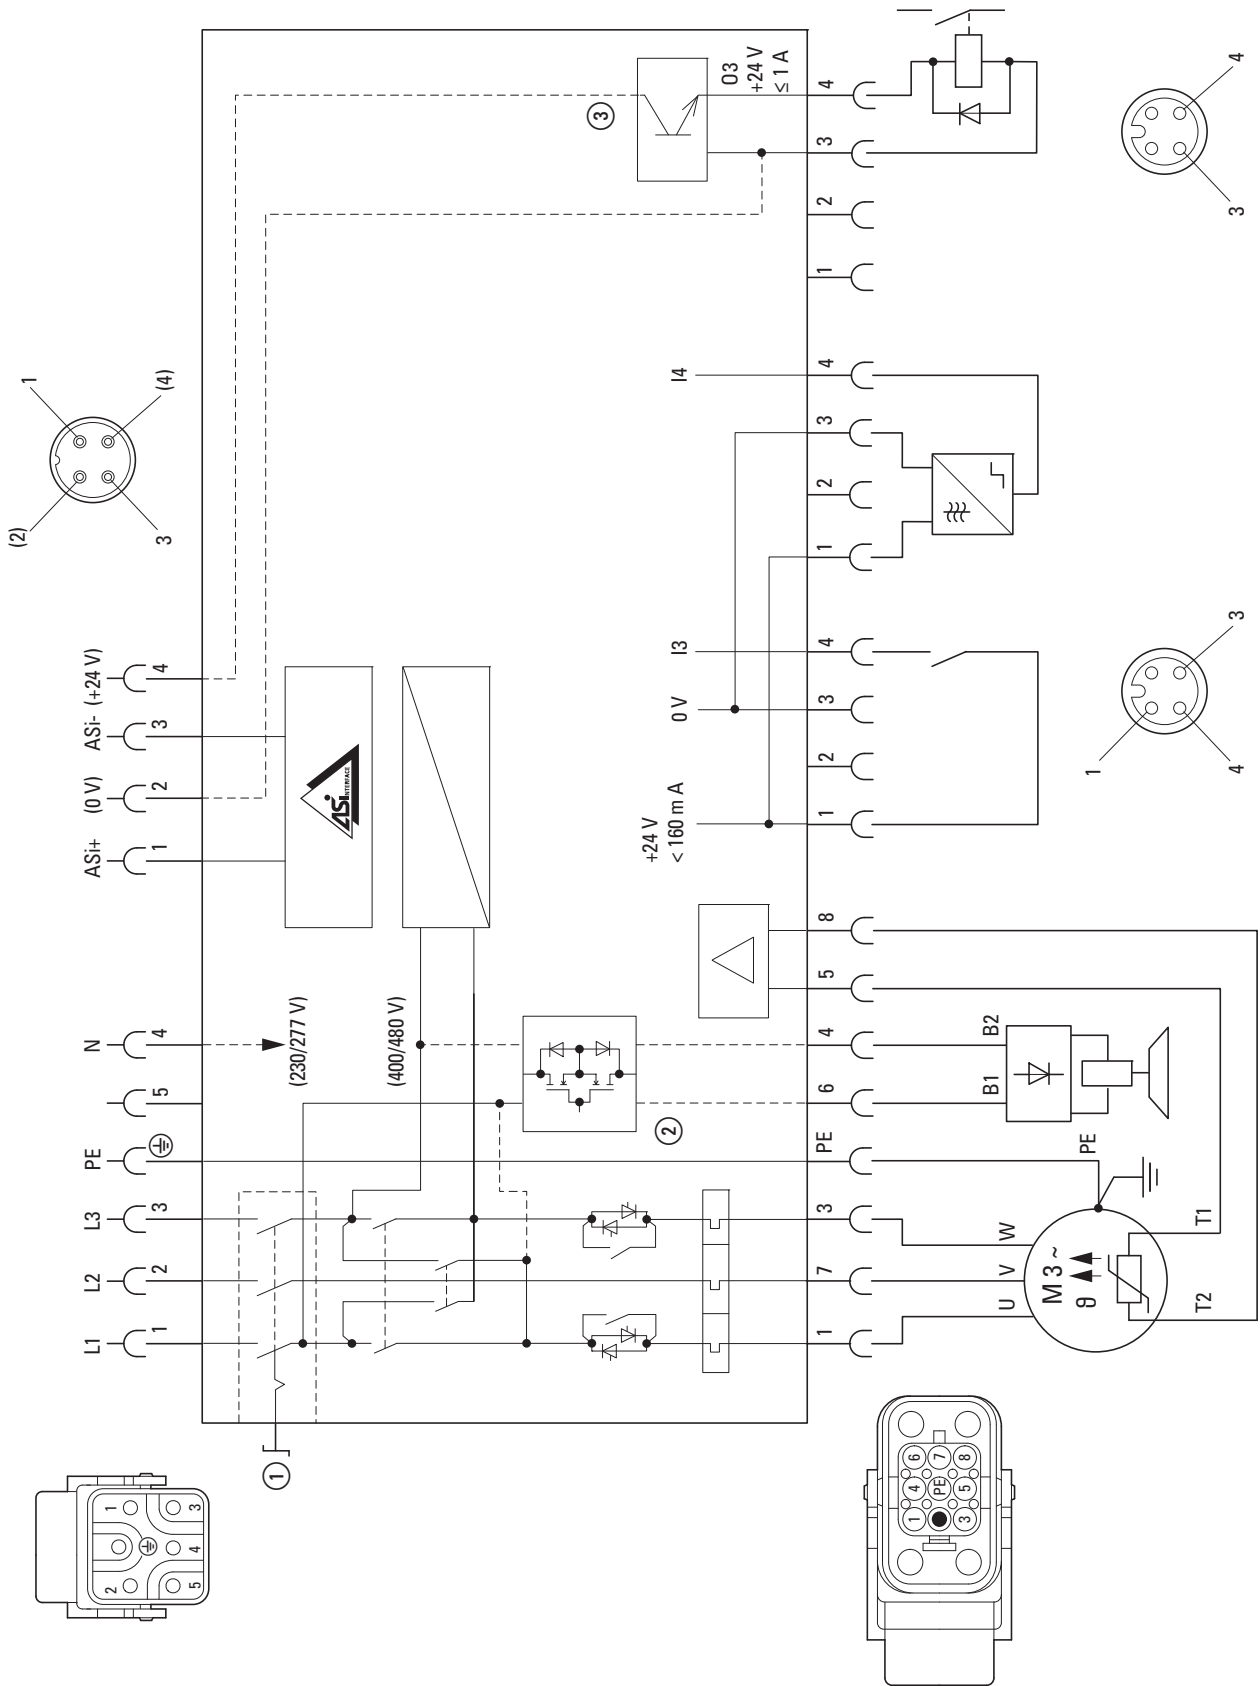 L1
L2
L3
PE
N
ASi+
(0 V)
ASi-
(+24 V)
1
2
3
5
4
1
2
3
4
1
(2)
3
(4)
1
2
3
4
5
1
(230/277 V)
(400/480 V)
ASi
INTERFACE
2
3
+24 V
< 160 m A
0 V
I3
I4
O3
+24 V
≤ 1 A
1
7
3
PE
6
4
5
8
1
2
3
4
1
2
3
4
1
2
3
4
U
V
W
PE
B1
B2
M 3 ~
ϑ
T2
T1
1
4
6
PE
7
3
5
8
1
4
3
3
4